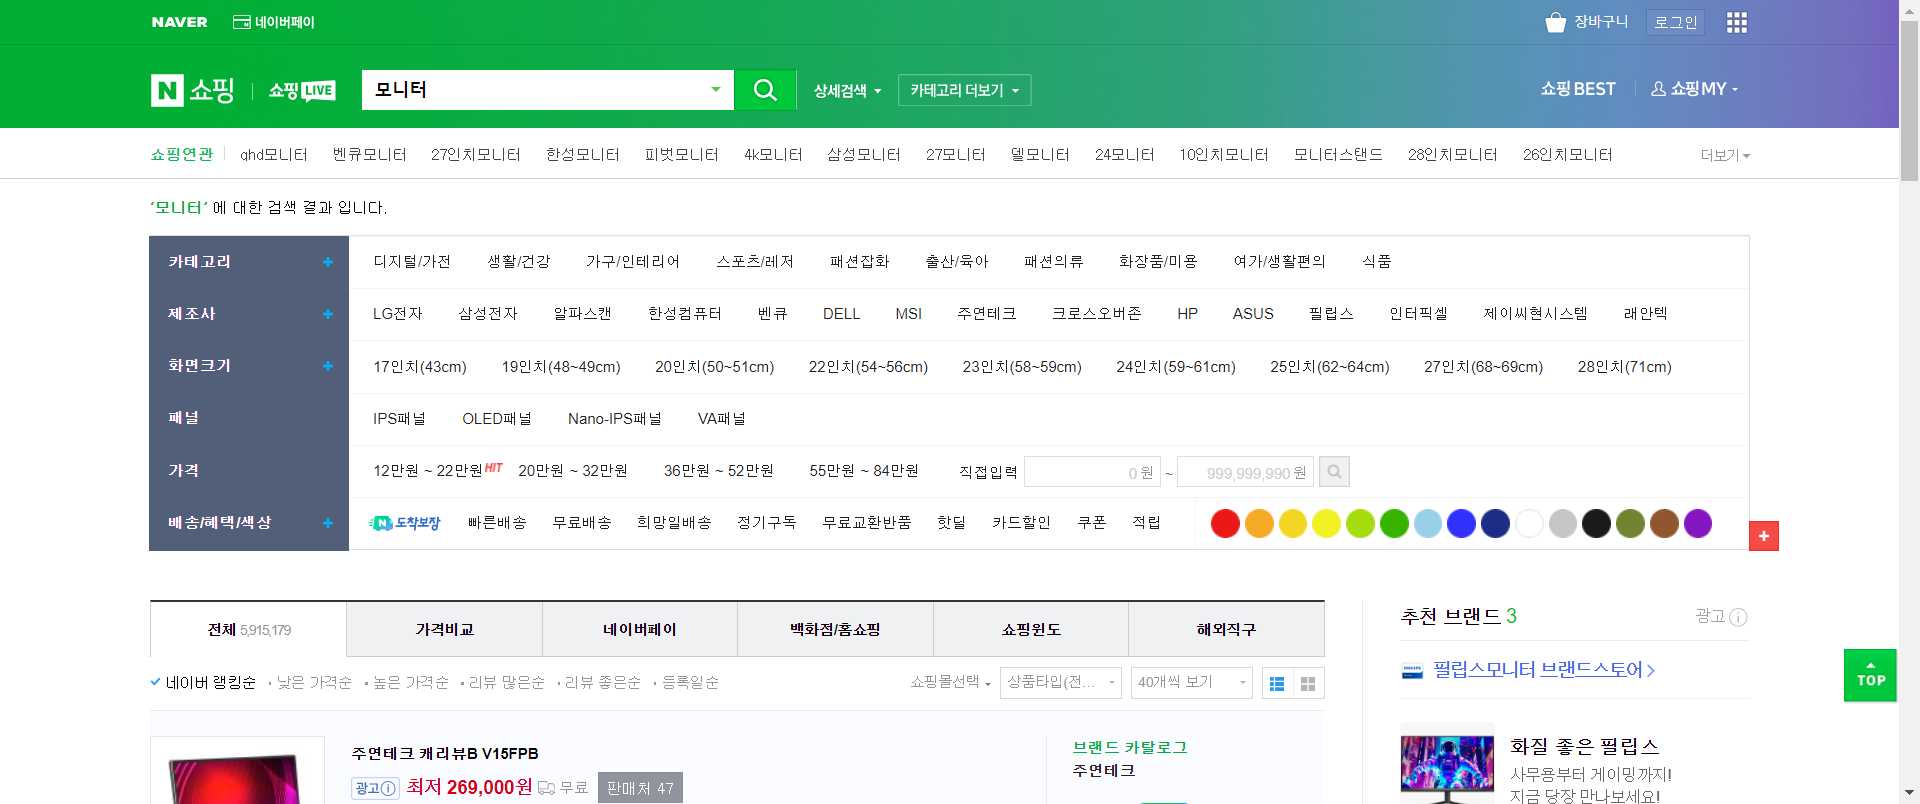 NAVER 네이버페이 장바구니 로그인
N 쇼핑 쇼핑LIVE 모니터 상세검색 카테고리 더보기 쇼핑BEST 쇼핑MY
쇼핑연관 qhd모니터 벤큐모니터 27인치모니터 한성모니터 피벗모니터 4k모니터 삼성모니터 27모니터 델모니터 24모니터 10인치모니터 모니터스탠드 28인치모니터 26인치모니터 더보기
'모니터' 에 대한 검색 결과 입니다.
카테고리 디지털/가전 생활/건강 가구/인테리어 스포츠/레저 패션잡화 출산/육아 패션의류 화장품/미용 여가/생활편의 식품
제조사 LG전자 삼성전자 알파스캔 한성컴퓨터 벤큐 DELL MSI 주연테크 크로스오버존 HP ASUS 필립스 인터픽셀 제이씨현시스템 래안텍
화면크기 17인치(43cm) 19인치(48~49cm) 20인치(50~51cm) 22인치(54~56cm) 23인치(58~59cm) 24인치(59~61cm) 25인치(62~64cm) 27인치(68~69cm) 28인치(71cm)
패널 IPS패널 OLED패널 Nano-IPS패널 VA패널
가격 12만원 ~ 22만원HIT 20만원 ~ 32만원 36만원 ~ 52만원 55만원 ~ 84만원 직접입력 0 원 ~ 999,999,990 원
배송/혜택/색상 N 도착보장 빠른배송 무료배송 희망일배송 정기구독 무료교환반품 핫딜 카드할인 쿠폰 적립
전체 5,915,179 가격비교 네이버페이 백화점/홈쇼핑 쇼핑윈도 해외직구
네이버 랭킹순 낮은 가격순 높은 가격순 리뷰 많은순 리뷰 좋은순 등록일순 쇼핑몰선택 상품타입(전... 40개씩 보기
주연테크 캐리뷰B V15FPB
광고 최저 269,000원 무료 판매처 47
브랜드 카탈로그
주연테크
추천 브랜드 3 광고
필립스모니터 브랜드스토어
TOP
화질 좋은 필립스
사무용부터 게이밍까지!
지금 당장 만나보세요!